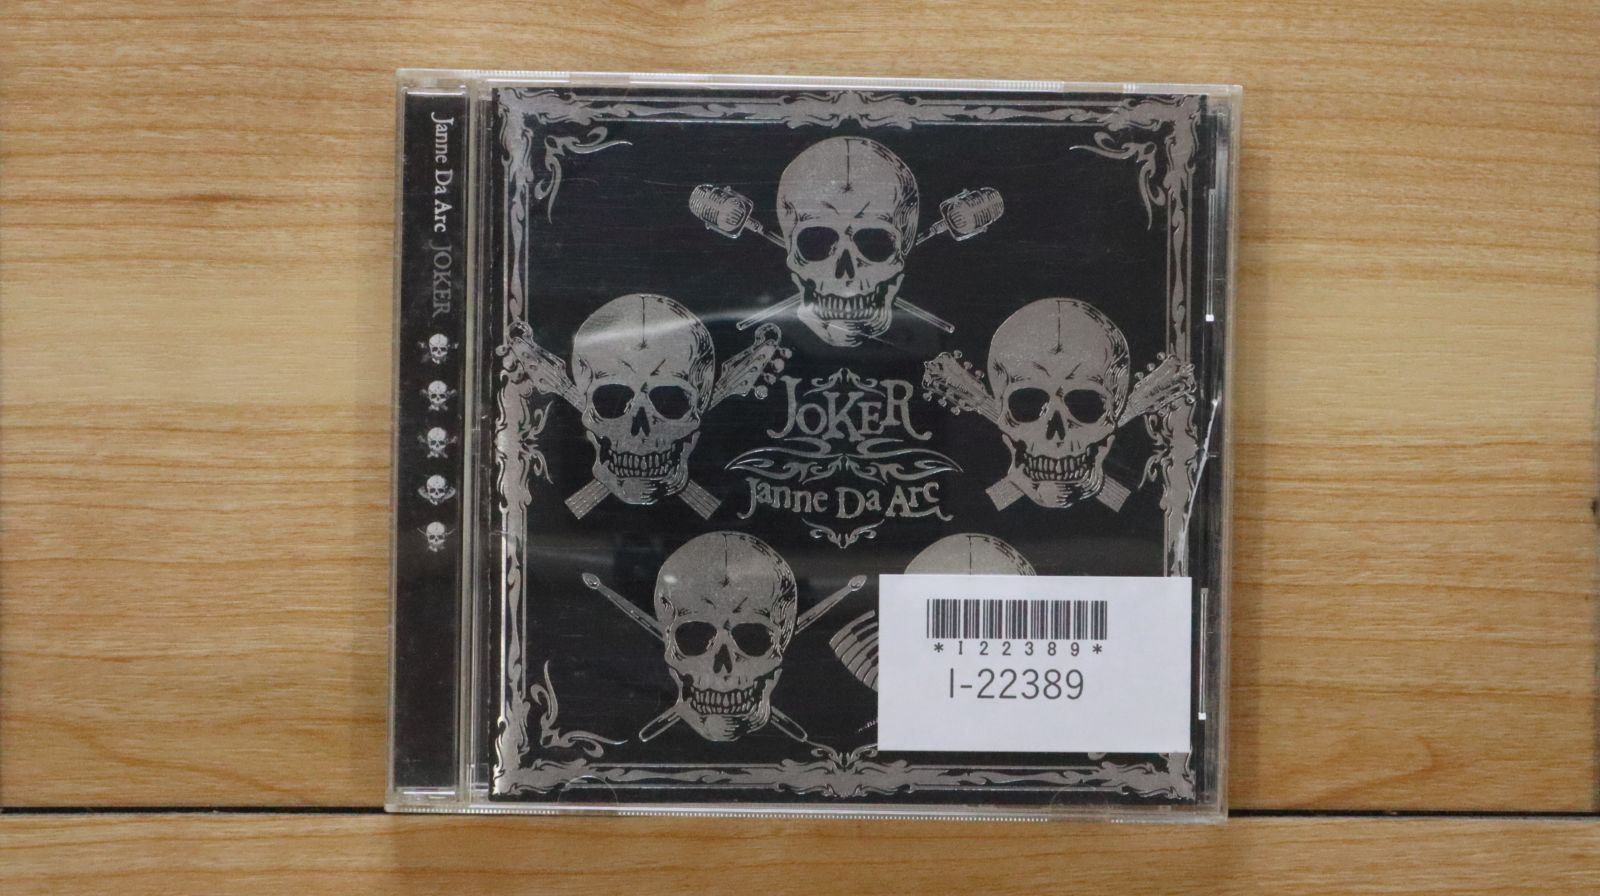 Janne Da Arc JOKER
JOKER
Janne Da Arc
*I22389*
I-22389